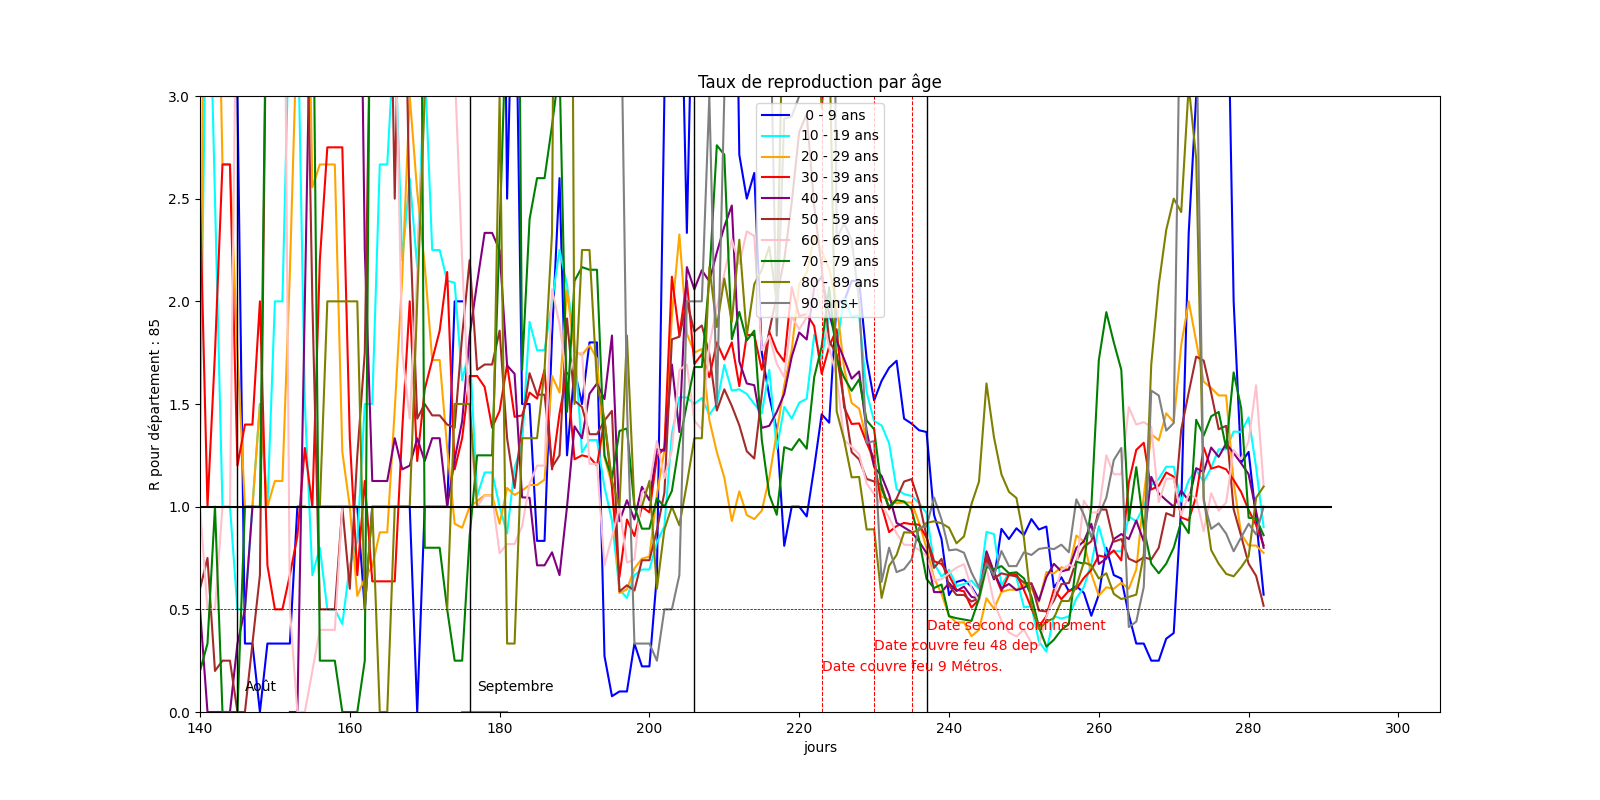 Taux de reproduction par âge
3.0
2.5
2.0
1.5
1.0
0.5
0.0
R pour département : 85
0 - 9 ans
10 - 19 ans
20 - 29 ans
30 - 39 ans
40 - 49 ans
50 - 59 ans
60 - 69 ans
70 - 79 ans
80 - 89 ans
90 ans+
Date second confinement
Date couvre feu 48 dep
Date couvre feu 9 Métros.
Août
Septembre
140 160 180 200 220 240 260 280 300
jours